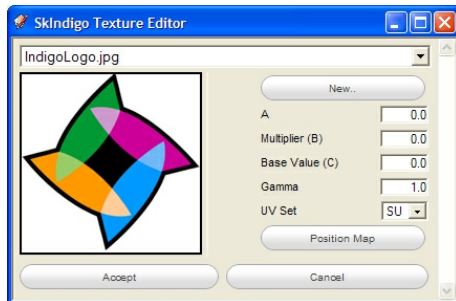 SkIndigo Texture Editor
IndigoLogo.jpg
New..
A 0.0
Multiplier (B) 0.0
Base Value (C) 0.0
Gamma 1.0
UV Set SU
Position Map
Accept Cancel